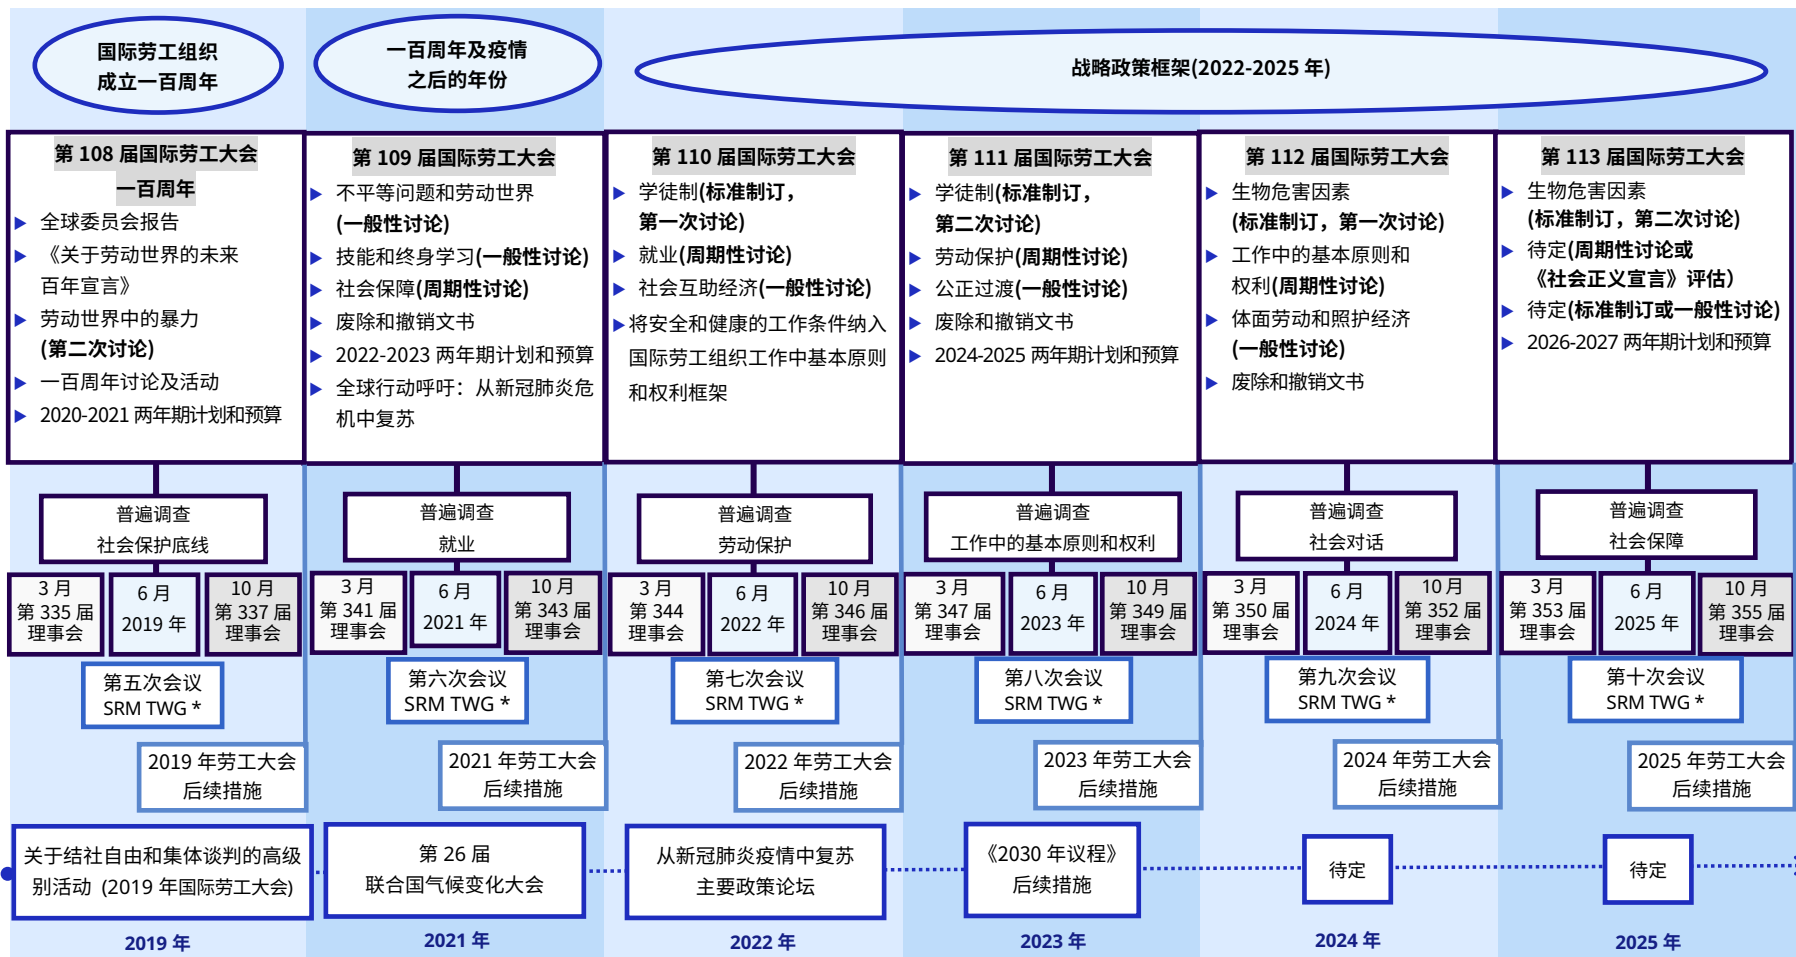 国际劳工组织
成立一百周年
一百周年及疫情
之后的年份
战略政策框架(2022-2025 年)
第 108 届国际劳工大会
一百周年
全球委员会报告
《关于劳动世界的未来
百年宣言》
劳动世界中的暴力
(第二次讨论)
一百周年讨论及活动
2020-2021 两年期计划和预算
第 109 届国际劳工大会
不平等问题和劳动世界
(一般性讨论)
技能和终身学习(一般性讨论)
社会保障(周期性讨论)
废除和撤销文书
2022-2023 两年期计划和预算
全球行动呼吁：从新冠肺炎危
机中复苏
第 110 届国际劳工大会
学徒制(标准制订，
第一次讨论)
就业(周期性讨论)
社会互助经济(一般性讨论)
将安全和健康的工作条件纳入
国际劳工组织工作中基本原则
和权利框架
第 111 届国际劳工大会
学徒制(标准制订，
第二次讨论)
劳动保护(周期性讨论)
公正过渡(一般性讨论)
废除和撤销文书
2024-2025 两年期计划和预算
第 112 届国际劳工大会
生物危害因素
(标准制订，第一次讨论)
工作中的基本原则和
权利(周期性讨论)
体面劳动和照护经济
(一般性讨论)
废除和撤销文书
第 113 届国际劳工大会
生物危害因素
(标准制订，第二次讨论)
待定(周期性讨论或
《社会正义宣言》评估）
待定(标准制订或一般性讨论)
2026-2027 两年期计划和预算
普遍调查
社会保护底线
普遍调查
就业
普遍调查
劳动保护
普遍调查
工作中的基本原则和权利
普遍调查
社会对话
普遍调查
社会保障
3 月
第 335 届
理事会
6 月
2019 年
10 月
第 337 届
理事会
3 月
第 341 届
理事会
6 月
2021 年
10 月
第 343 届
理事会
3 月
第 344
理事会
6 月
2022 年
10 月
第 346 届
理事会
3 月
第 347 届
理事会
6 月
2023 年
10 月
第 349 届
理事会
3 月
第 350 届
理事会
6 月
2024 年
10 月
第 352 届
理事会
3 月
第 353 届
理事会
6 月
2025 年
10 月
第 355 届
理事会
第五次会议
SRM TWG *
第六次会议
SRM TWG *
第七次会议
SRM TWG *
第八次会议
SRM TWG *
第九次会议
SRM TWG *
第十次会议
SRM TWG *
2019 年劳工大会
后续措施
2021 年劳工大会
后续措施
2022 年劳工大会
后续措施
2023 年劳工大会
后续措施
2024 年劳工大会
后续措施
2025 年劳工大会
后续措施
关于结社自由和集体谈判的高级
别活动 (2019 年国际劳工大会)
第 26 届
联合国气候变化大会
从新冠肺炎疫情中复苏
主要政策论坛
《2030 年议程》
后续措施
待定
待定
2019 年
2021 年
2022 年
2023 年
2024 年
2025 年